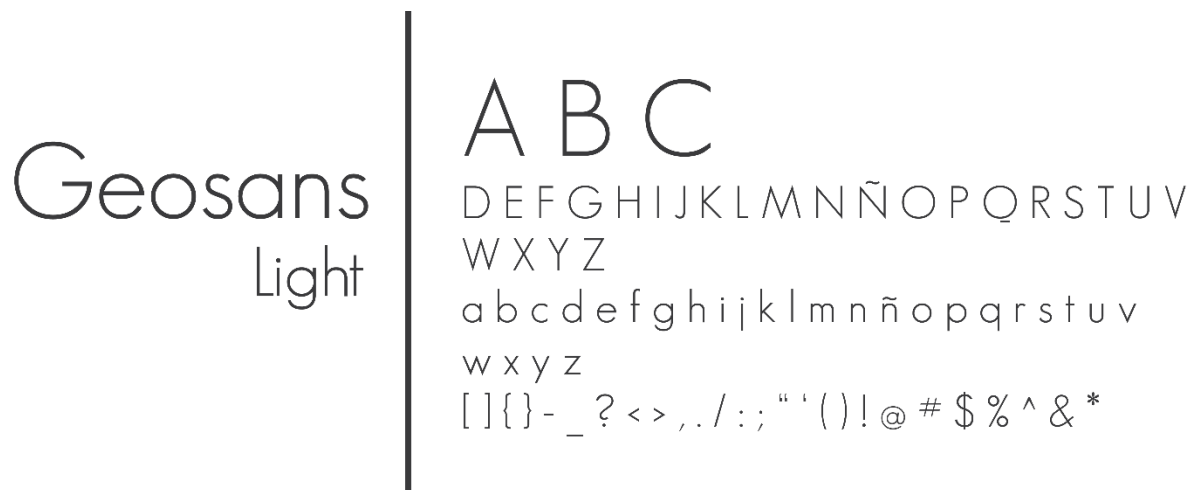 Geosans
Light
A B C
D E F G H I J K L M N Ñ O P Q R S T U V
W X Y Z
a b c d e f g h i j k l m n ñ o p q r s t u v
w x y z
[ ] { } - _ ? < > , . / : ; “ ‘ ( ) ! @ # $ % ^ & *